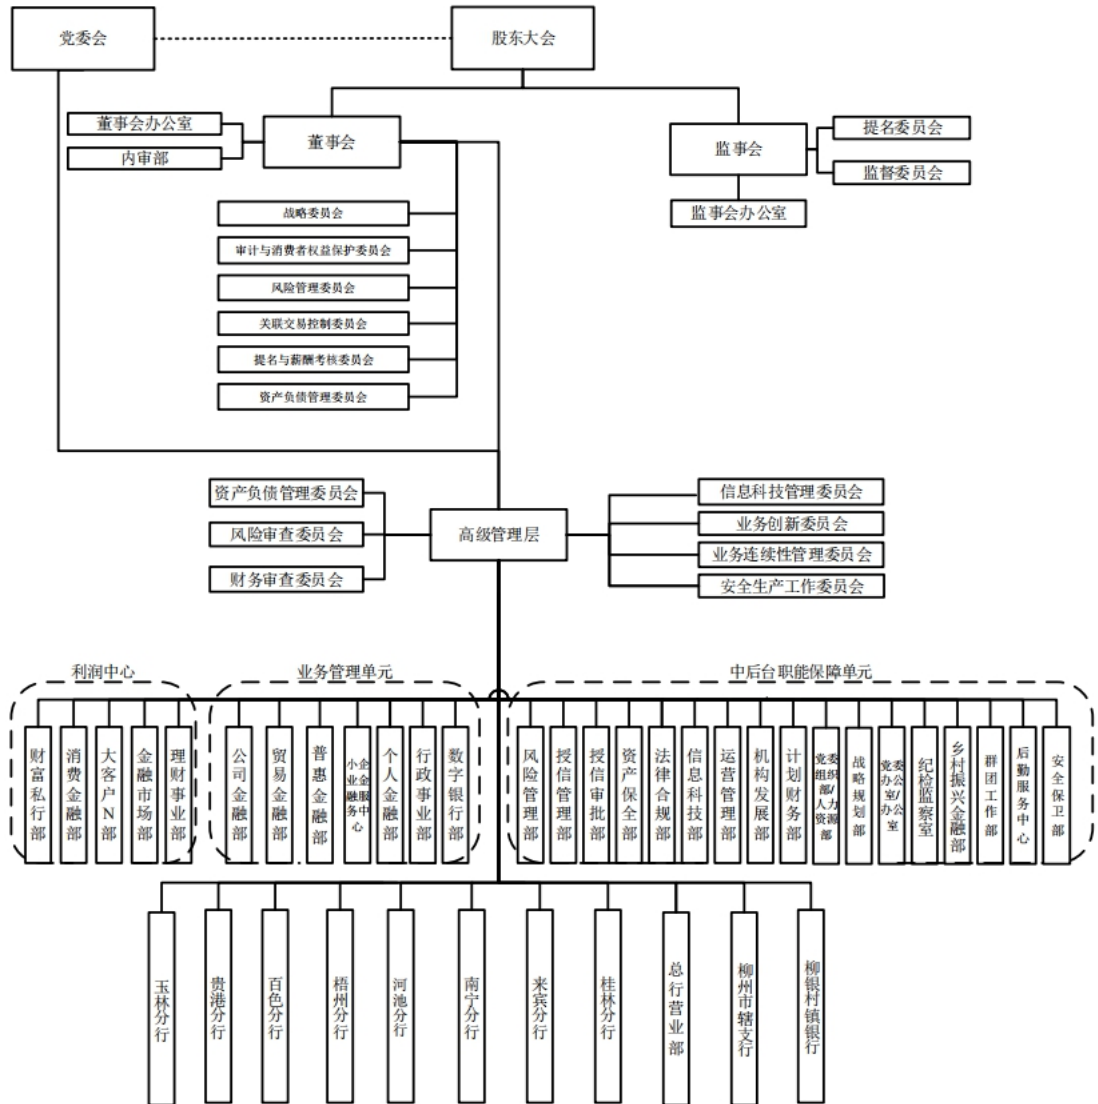 党委会
股东大会
董事会办公室
内审部
董事会
监事会
提名委员会
监督委员会
监事会办公室
战略委员会
审计与消费者权益保护委员会
风险管理委员会
关联交易控制委员会
提名与薪酬考核委员会
资产负债管理委员会
资产负债管理委员会
风险审查委员会
财务审查委员会
高级管理层
信息科技管理委员会
业务创新委员会
业务连续性管理委员会
安全生产工作委员会
利润中心
业务管理单元
中后台职能保障单元
财富私行部
消费金融部
大客户N部
金融市场部
理财事业部
公司金融部
贸易金融部
普惠金融部
小企业金融服务中心
个人金融部
行政事业部
数字银行部
风险管理部
授信管理部
授信审批部
资产保全部
法律合规部
信息科技部
运营管理部
机构发展部
计划财务部
党委组织部/人力资源部
战略规划部
党委办公室/办公室
纪检监察室
乡村振兴金融部
群团工作部
后勤服务中心
安全保卫部
玉林分行
贵港分行
百色分行
梧州分行
河池分行
南宁分行
来宾分行
桂林分行
总行营业部
柳州市辖支行
柳银村镇银行